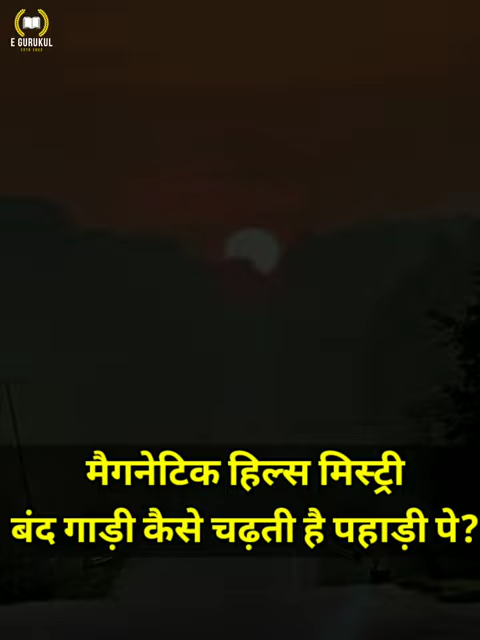 E GURUKUL
मैगनेटिक हिल्स मिस्ट्री
बंद गाड़ी कैसे चढ़ती है पहाड़ी पे?